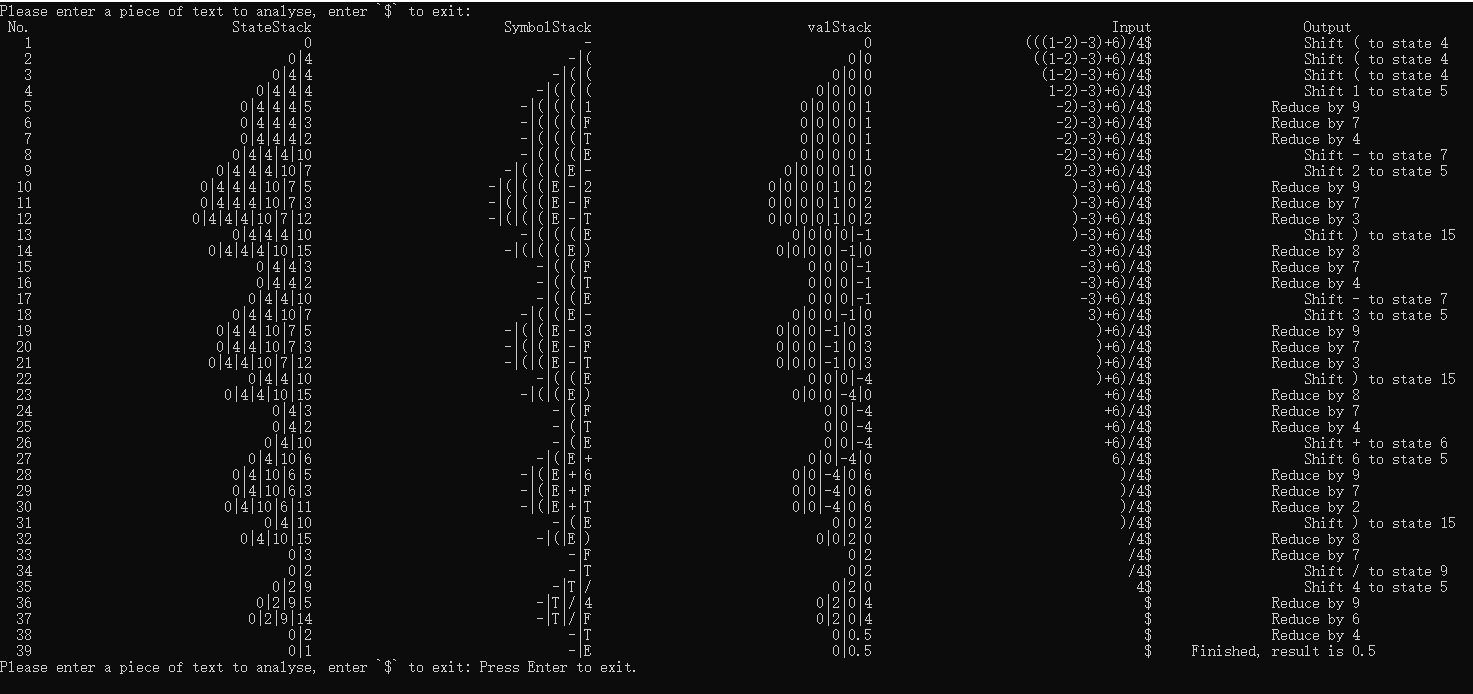 Please enter a piece of text to analyse, enter `$` to exit:
No. StateStack SymbolStack valStack Input Output
1 0 - 0 (((1-2)-3)+6)/4$ Shift ( to state 4
2 0|4 -|( 0|0 ((1-2)-3)+6)/4$ Shift ( to state 4
3 0|4|4 -|(|( 0|0|0 (1-2)-3)+6)/4$ Shift ( to state 4
4 0|4|4|4 -|(|(|( 0|0|0|0 1-2)-3)+6)/4$ Shift 1 to state 5
5 0|4|4|4|5 -|(|(|(|1 0|0|0|0|1 -2)-3)+6)/4$ Reduce by 9
6 0|4|4|4|3 -|(|(|(|F 0|0|0|0|1 -2)-3)+6)/4$ Reduce by 7
7 0|4|4|4|2 -|(|(|(|T 0|0|0|0|1 -2)-3)+6)/4$ Reduce by 4
8 0|4|4|4|10 -|(|(|(|E 0|0|0|0|1 -2)-3)+6)/4$ Shift - to state 7
9 0|4|4|4|10|7 -|(|(|(|E|- 0|0|0|0|1|0 2)-3)+6)/4$ Shift 2 to state 5
10 0|4|4|4|10|7|5 -|(|(|(|E|-|2 0|0|0|0|1|0|2 )-3)+6)/4$ Reduce by 9
11 0|4|4|4|10|7|3 -|(|(|(|E|-|F 0|0|0|0|1|0|2 )-3)+6)/4$ Reduce by 7
12 0|4|4|4|10|7|12 -|(|(|(|E|-|T 0|0|0|0|1|0|2 )-3)+6)/4$ Reduce by 3
13 0|4|4|4|10 -|(|(|(|E 0|0|0|0|-1 )-3)+6)/4$ Shift ) to state 15
14 0|4|4|4|10|15 -|(|(|(|E|) 0|0|0|0|-1|0 -3)+6)/4$ Reduce by 8
15 0|4|4|3 -|(|(|F 0|0|0|-1 -3)+6)/4$ Reduce by 7
16 0|4|4|2 -|(|(|T 0|0|0|-1 -3)+6)/4$ Reduce by 4
17 0|4|4|10 -|(|(|E 0|0|0|-1 -3)+6)/4$ Shift - to state 7
18 0|4|4|10|7 -|(|(|E|- 0|0|0|-1|0 3)+6)/4$ Shift 3 to state 5
19 0|4|4|10|7|5 -|(|(|E|-|3 0|0|0|-1|0|3 )+6)/4$ Reduce by 9
20 0|4|4|10|7|3 -|(|(|E|-|F 0|0|0|-1|0|3 )+6)/4$ Reduce by 7
21 0|4|4|10|7|12 -|(|(|E|-|T 0|0|0|-1|0|3 )+6)/4$ Reduce by 3
22 0|4|4|10 -|(|(|E 0|0|0|-4 )+6)/4$ Shift ) to state 15
23 0|4|4|10|15 -|(|(|E|) 0|0|0|-4|0 +6)/4$ Reduce by 8
24 0|4|3 -|(|F 0|0|-4 +6)/4$ Reduce by 7
25 0|4|2 -|(|T 0|0|-4 +6)/4$ Reduce by 4
26 0|4|10 -|(|E 0|0|-4 +6)/4$ Shift + to state 6
27 0|4|10|6 -|(|E|+ 0|0|-4|0 6)/4$ Shift 6 to state 5
28 0|4|10|6|5 -|(|E|+|6 0|0|-4|0|6 )/4$ Reduce by 9
29 0|4|10|6|3 -|(|E|+|F 0|0|-4|0|6 )/4$ Reduce by 7
30 0|4|10|6|11 -|(|E|+|T 0|0|-4|0|6 )/4$ Reduce by 2
31 0|4|10 -|(|E 0|0|2 )/4$ Shift ) to state 15
32 0|4|10|15 -|(|E|) 0|0|2|0 /4$ Reduce by 8
33 0|3 -|F 0|2 /4$ Reduce by 7
34 0|2 -|T 0|2 /4$ Shift / to state 9
35 0|2|9 -|T|/ 0|2|0 4$ Shift 4 to state 5
36 0|2|9|5 -|T|/|4 0|2|0|4 $ Reduce by 9
37 0|2|9|14 -|T|/|F 0|2|0|4 $ Reduce by 6
38 0|2 -|T 0|0.5 $ Reduce by 4
39 0|1 -|E 0|0.5 $ Finished, result is 0.5
Please enter a piece of text to analyse, enter `$` to exit: Press Enter to exit.